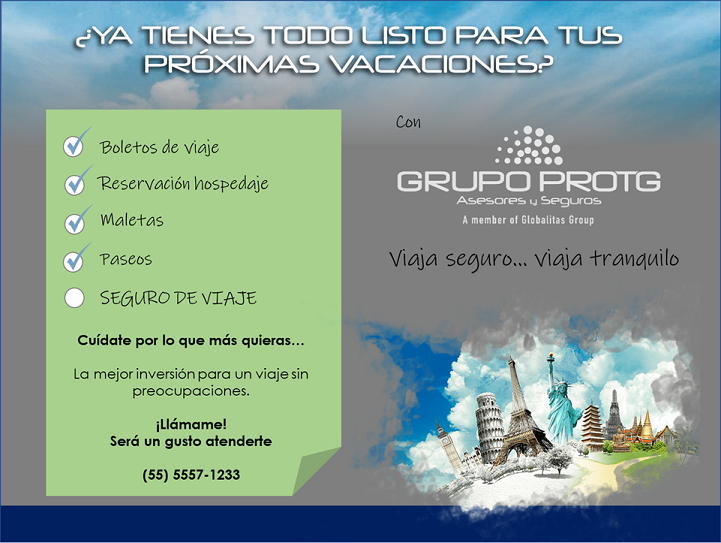 ¿YA TIENES TODO LISTO PARA TUS
PRÓXIMAS VACACIONES?
Boletos de viaje
Reservación hospedaje
Maletas
Paseos
SEGURO DE VIAJE
Cuídate por lo que más quieras...
La mejor inversión para un viaje sin
preocupaciones.
¡Llámame!
Será un gusto atenderte
(55) 5557-1233
Con
GRUPO PROTG
Asesores y Seguros
A member of Globalitas Group
Viaja seguro... viaja tranquilo